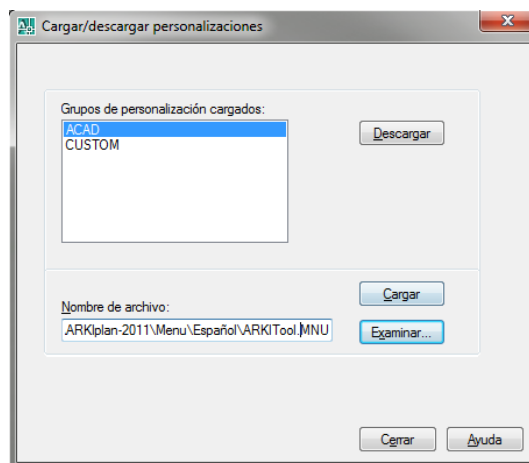 Cargar/descargar personalizaciones
Grupos de personalización cargados:
ACAD
CUSTOM
Descargar
Cargar
Nombre de archivo:
ARKIplan-2011\Menu\Español\ARKITool.MNU
Examinar...
Cerrar
Ayuda